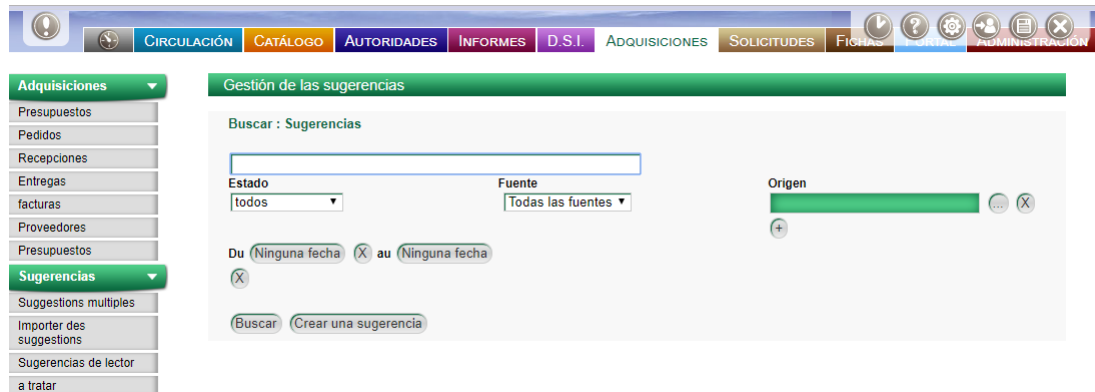 CIRCULACIÓN CATÁLOGO AUTORIDADES INFORMES D.S.I. ADQUISICIONES SOLICITUDES FICHAS PORTAL ADMINISTRACIÓN
Adquisiciones
Presupuestos
Pedidos
Recepciones
Entregas
facturas
Proveedores
Presupuestos
Sugerencias
Suggestions multiples
Importer des
suggestions
Sugerencias de lector
a tratar
Gestión de las sugerencias
Buscar : Sugerencias
Estado Fuente Origen
todos Todas las fuentes ... X
+
Du Ninguna fecha X au Ninguna fecha
X
Buscar Crear una sugerencia